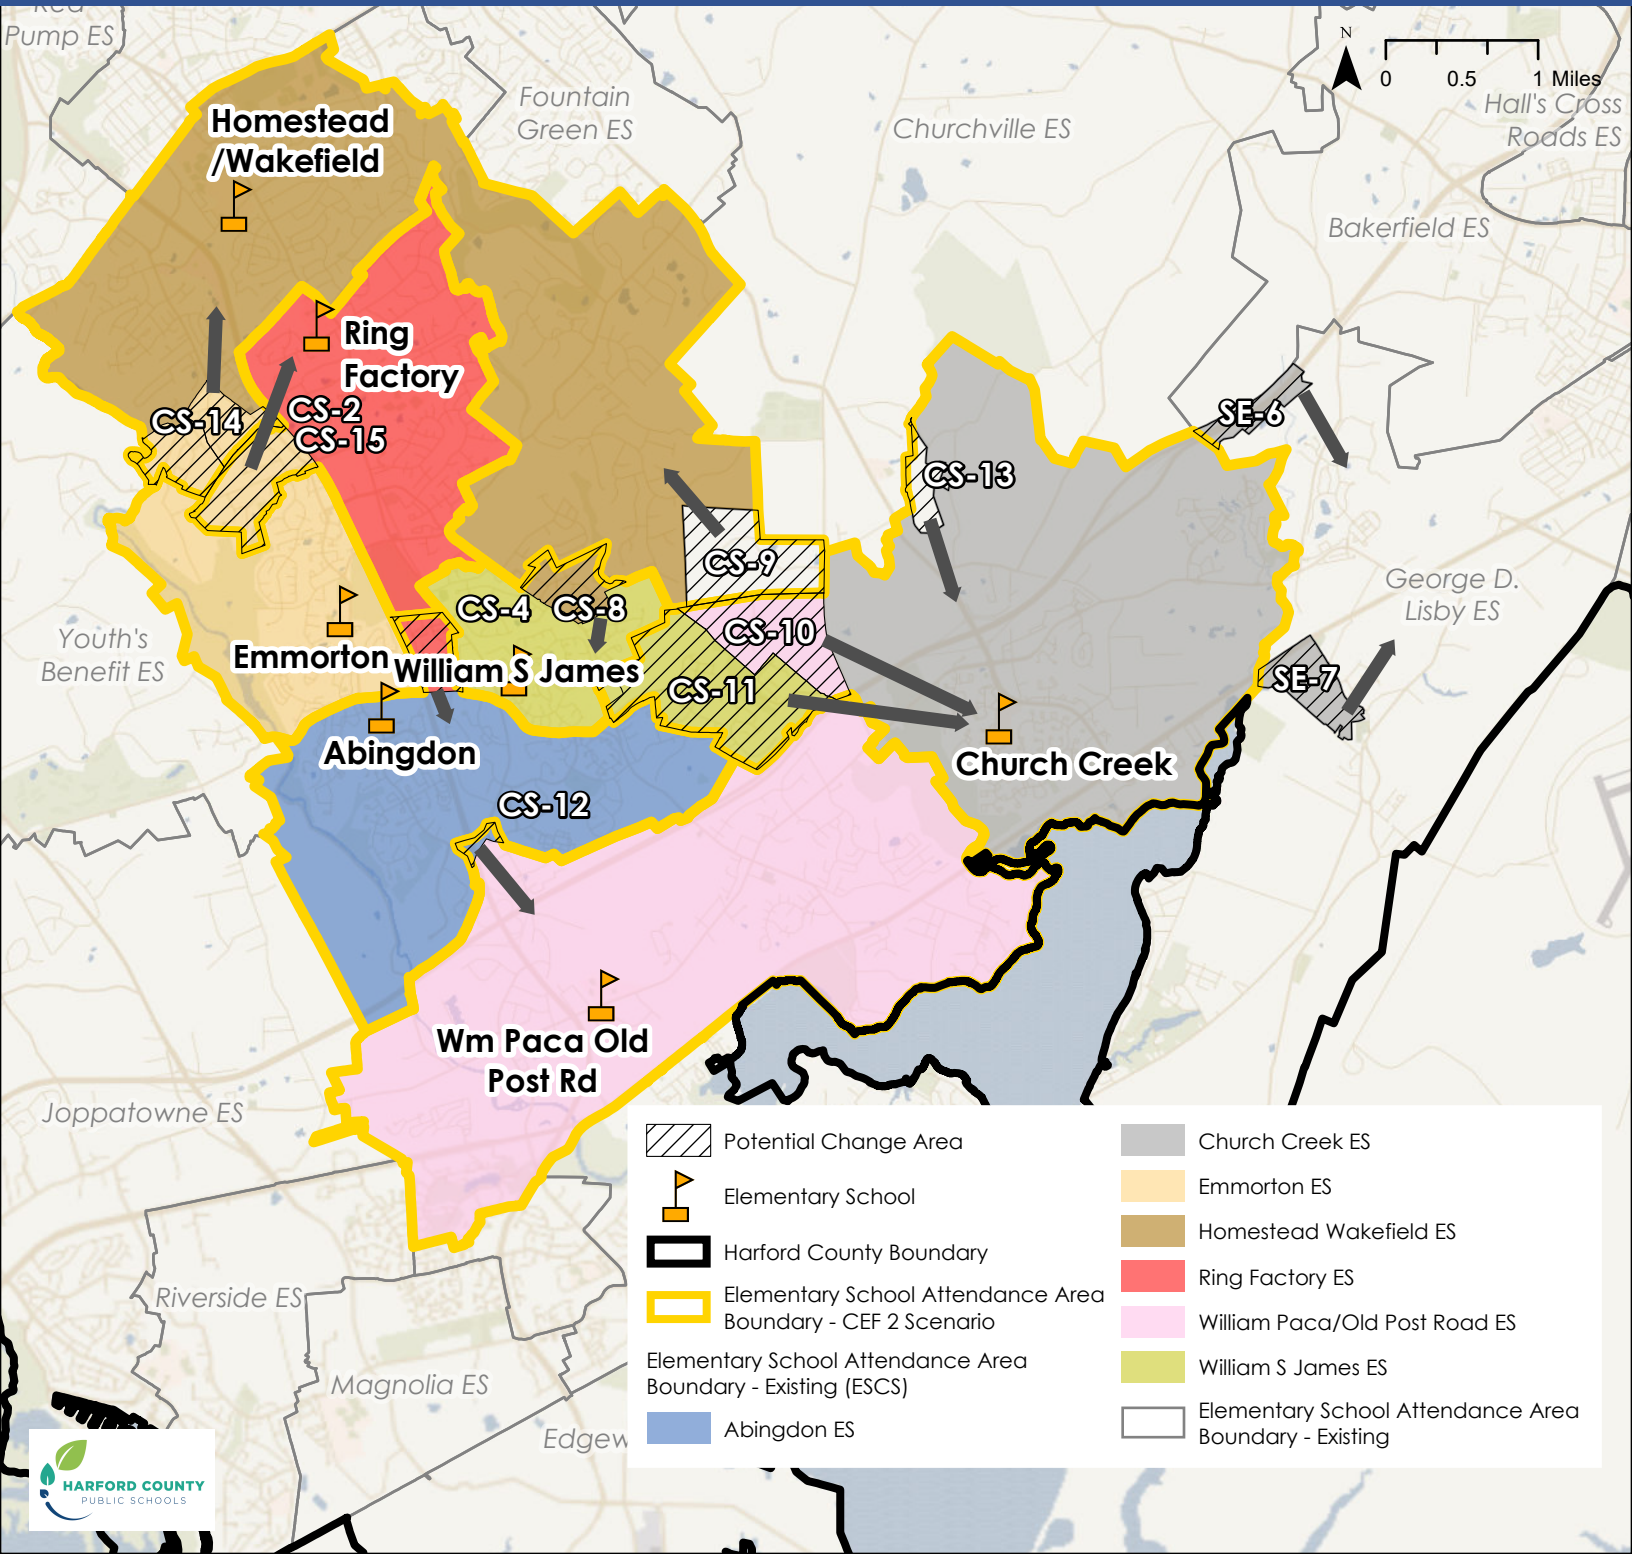 Pump ES
Fountain
Green ES
Churchville ES
N
0 0.5 1 Miles
Hall's Cross
Roads ES
Bakerfield ES
Homestead
/Wakefield
Ring
Factory
CS-14
CS-2
CS-15
SE-6
CS-13
CS-9
George D.
Lisby ES
CS-4
CS-8
CS-10
Youth's
Benefit ES
Emmorton
William S James
CS-11
SE-7
Abingdon
Church Creek
CS-12
Wm Paca Old
Post Rd
Joppatowne ES
Riverside ES
Magnolia ES
Edgew
Potential Change Area
Elementary School
Harford County Boundary
Elementary School Attendance Area
Boundary - CEF 2 Scenario
Elementary School Attendance Area
Boundary - Existing (ESCS)
Abingdon ES
Church Creek ES
Emmorton ES
Homestead Wakefield ES
Ring Factory ES
William Paca/Old Post Road ES
William S James ES
Elementary School Attendance Area
Boundary - Existing
HARFORD COUNTY
PUBLIC SCHOOLS